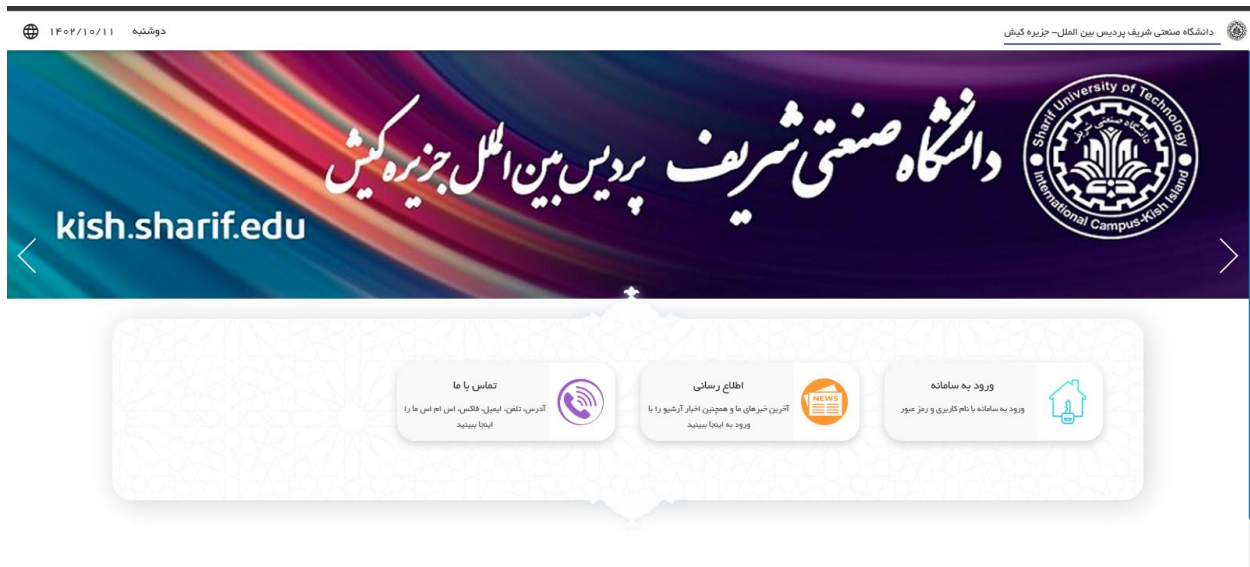 دانشگاه صنعتی شریف پردیس بین الملل- جزیره کیش
دوشنبه ۱۴۰۲/۱۰/۱۱
Sharif University of Technology
دانشگاه صنعتی شریف
International Campus-Kish Island
دانشگاه صنعتی شریف پردیس بین الملل جزیره کیش
kish.sharif.edu
ورود به سامانه
ورود به سامانه با نام کاربری و رمز عبور
NEWS
اطلاع رسانی
آخرین خبرهای ما و همچنین اخبار آرشیو را با
ورود به اینجا ببینید
تماس با ما
آدرس، تلفن، ایمیل، فاکس، اس ام اس ما را
اینجا ببینید